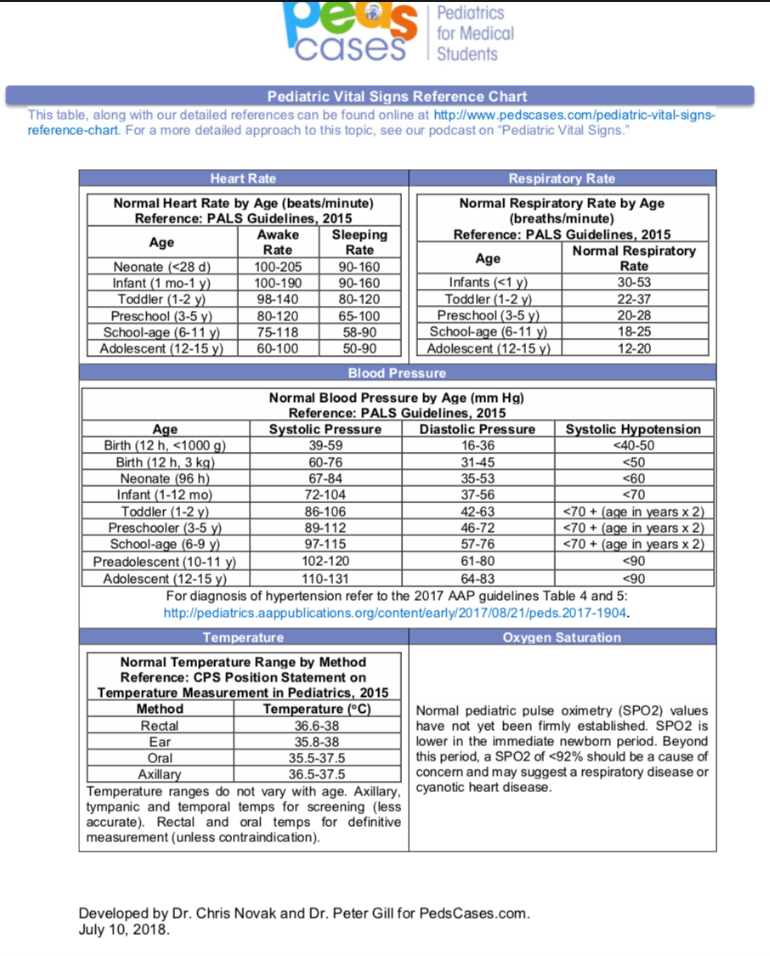 peds
cases
Pediatrics
for Medical
Students
Pediatric Vital Signs Reference Chart
This table, along with our detailed references can be found online at http://www.pedscases.com/pediatric-vital-signs-
reference-chart. For a more detailed approach to this topic, see our podcast on "Pediatric Vital Signs."
Heart Rate
Normal Heart Rate by Age (beats/minute)
Reference: PALS Guidelines, 2015
Age Awake Rate Sleeping Rate
Neonate (<28 d) 100-205 90-160
Infant (1 mo-1 y) 100-190 90-160
Toddler (1-2 y) 98-140 80-120
Preschool (3-5 y) 80-120 65-100
School-age (6-11 y) 75-118 58-90
Adolescent (12-15 y) 60-100 50-90
Respiratory Rate
Normal Respiratory Rate by Age
(breaths/minute)
Reference: PALS Guidelines, 2015
Age Normal Respiratory Rate
Infants (<1 y) 30-53
Toddler (1-2 y) 22-37
Preschool (3-5 y) 20-28
School-age (6-11 y) 18-25
Adolescent (12-15 y) 12-20
Blood Pressure
Normal Blood Pressure by Age (mm Hg)
Reference: PALS Guidelines, 2015
Age Systolic Pressure Diastolic Pressure Systolic Hypotension
Birth (12 h, <1000 g) 39-59 16-36 <40-50
Birth (12 h, 3 kg) 60-76 31-45 <50
Neonate (96 h) 67-84 35-53 <60
Infant (1-12 mo) 72-104 37-56 <70
Toddler (1-2 y) 86-106 42-63 <70 + (age in years x 2)
Preschooler (3-5 y) 89-112 46-72 <70 + (age in years x 2)
School-age (6-9 y) 97-115 57-76 <70 + (age in years x 2)
Preadolescent (10-11 y) 102-120 61-80 <90
Adolescent (12-15 y) 110-131 64-83 <90
For diagnosis of hypertension refer to the 2017 AAP guidelines Table 4 and 5:
http://pediatrics.aappublications.org/content/early/2017/08/21/peds.2017-1904.
Temperature
Normal Temperature Range by Method
Reference: CPS Position Statement on
Temperature Measurement in Pediatrics, 2015
Method Temperature (°C)
Rectal 36.6-38
Ear 35.8-38
Oral 35.5-37.5
Axillary 36.5-37.5
Temperature ranges do not vary with age. Axillary,
tympanic and temporal temps for screening (less
accurate). Rectal and oral temps for definitive
measurement (unless contraindication).
Oxygen Saturation
Normal pediatric pulse oximetry (SPO2) values
have not yet been firmly established. SPO2 is
lower in the immediate newborn period. Beyond
this period, a SPO2 of <92% should be a cause of
concern and may suggest a respiratory disease or
cyanotic heart disease.
Developed by Dr. Chris Novak and Dr. Peter Gill for PedsCases.com.
July 10, 2018.